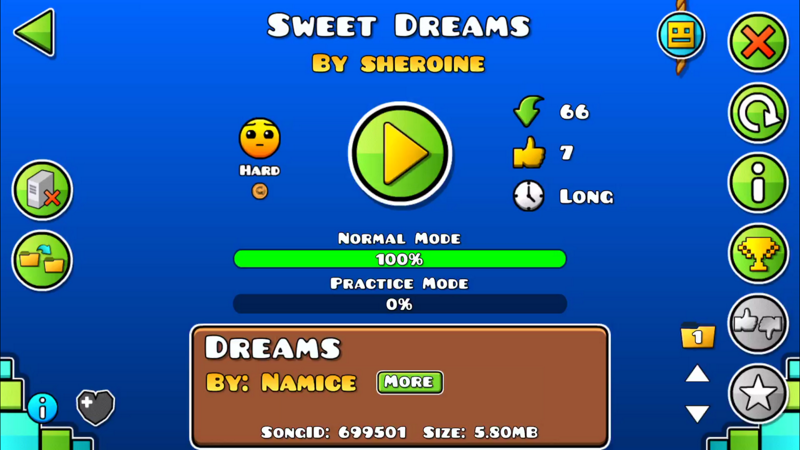 Sweet Dreams
By sheroine
66
Hard
7
Long
Normal Mode
100%
Practice Mode
0%
1
Dreams
By: Namice More
SongID: 699501 Size: 5.80MB